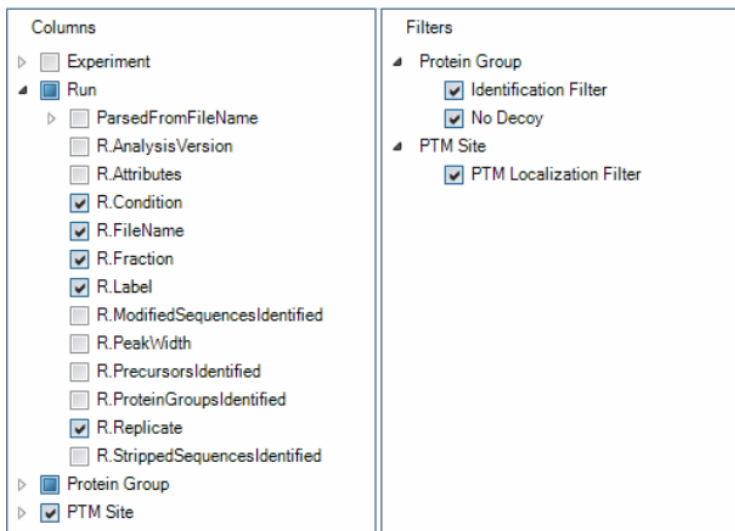 Columns
Experiment
Run
ParsedFromFileName
R.AnalysisVersion
R.Attributes
R.Condition
R.FileName
R.Fraction
R.Label
R.ModifiedSequencesIdentified
R.PeakWidth
R.PrecursorsIdentified
R.ProteinGroupsIdentified
R.Replicate
R.StrippedSequencesIdentified
Protein Group
PTM Site
Filters
Protein Group
Identification Filter
No Decoy
PTM Site
PTM Localization Filter